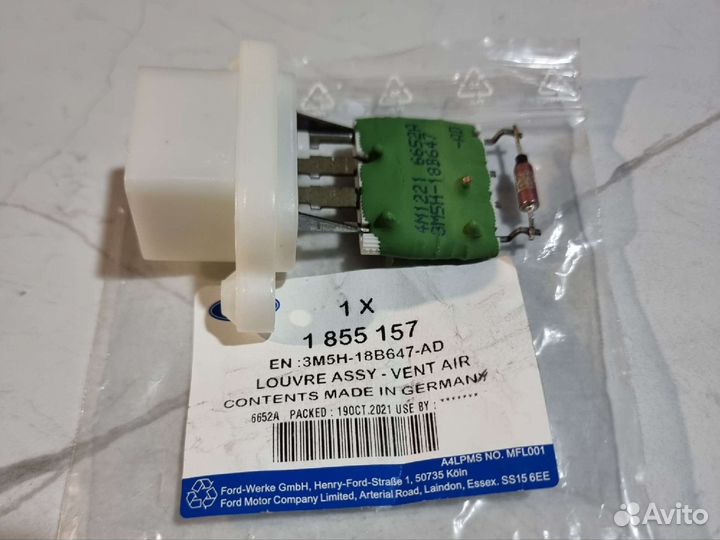 4M1221 6652A
3M5H-18B647
-AD
1 X
1 855 157
EN :3M5H-18B647-AD
LOUVRE ASSY - VENT AIR
CONTENTS MADE IN GERMANY
6652A PACKED : 19OCT.2021 USE BY : *******
A4LPMS NO. MFL001
Ford-Werke GmbH, Henry-Ford-Straße 1, 50735 Köln
Ford Motor Company Limited, Arterial Road, Laindon, Essex. SS15 6EE
Avito